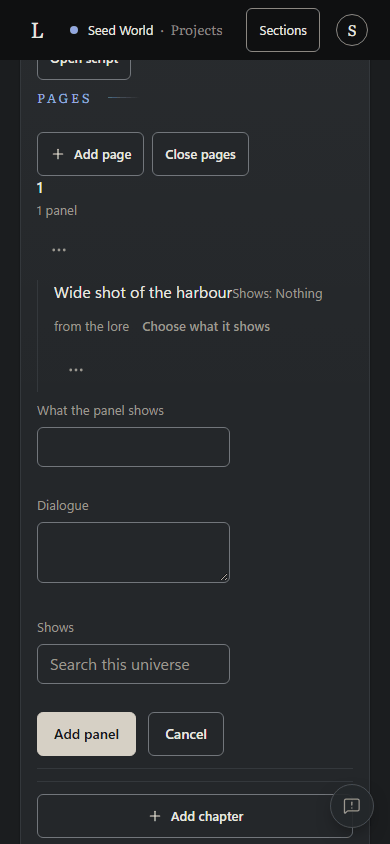 L Seed World · Projects Sections S
Open script
PAGES
+ Add page Close pages
1
1 panel
...
Wide shot of the harbourShows: Nothing
from the lore Choose what it shows
...
What the panel shows
Dialogue
Shows
Search this universe
Add panel Cancel
+ Add chapter